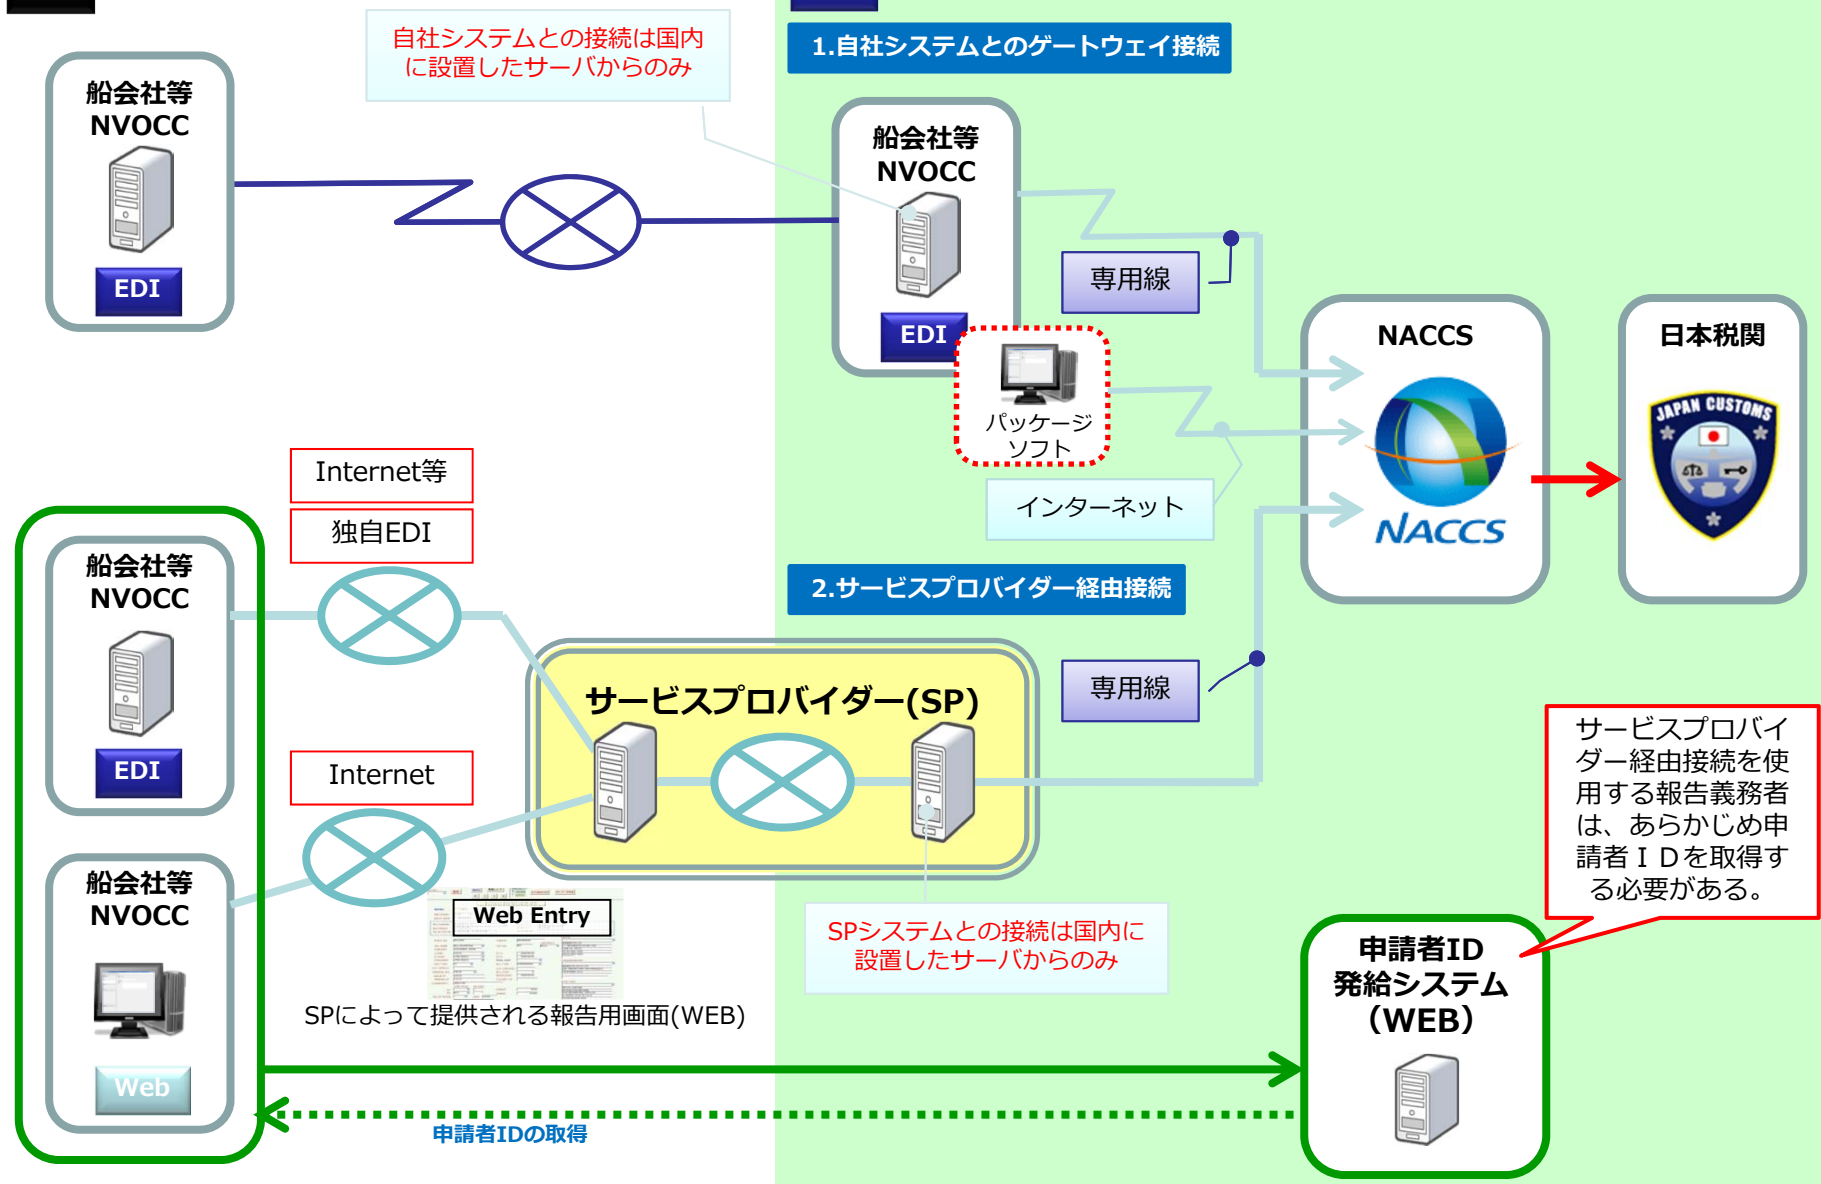 自社システムとの接続は国内
に設置したサーバからのみ
1.自社システムとのゲートウェイ接続
船会社等
NVOCC
EDI
船会社等
NVOCC
EDI
専用線
パッケージ
ソフト
インターネット
NACCS
NACCS
日本税関
JAPAN CUSTOMS
Internet等
独自EDI
船会社等
NVOCC
EDI
2.サービスプロバイダー経由接続
サービスプロバイダー(SP)
専用線
Internet
船会社等
NVOCC
Web
Web Entry
SPによって提供される報告用画面(WEB)
SPシステムとの接続は国内に
設置したサーバからのみ
サービスプロバイ
ダー経由接続を使
用する報告義務者
は、あらかじめ申
請者ＩＤを取得す
る必要がある。
申請者ID
発給システム
（WEB）
申請者IDの取得